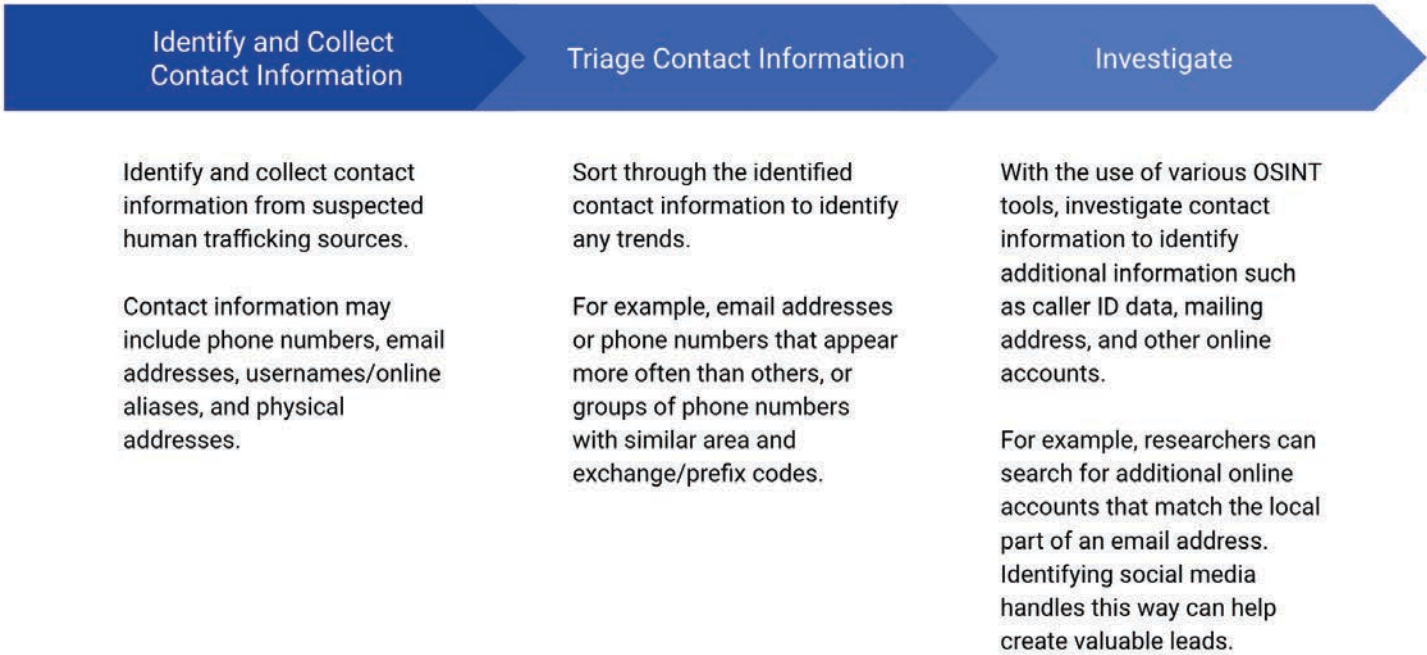 Identify and Collect
Contact Information
Triage Contact Information
Investigate
Identify and collect contact
information from suspected
human trafficking sources.
Contact information may
include phone numbers, email
addresses, usernames/online
aliases, and physical
addresses.
Sort through the identified
contact information to identify
any trends.
For example, email addresses
or phone numbers that appear
more often than others, or
groups of phone numbers
with similar area and
exchange/prefix codes.
With the use of various OSINT
tools, investigate contact
information to identify
additional information such
as caller ID data, mailing
address, and other online
accounts.
For example, researchers can
search for additional online
accounts that match the local
part of an email address.
Identifying social media
handles this way can help
create valuable leads.